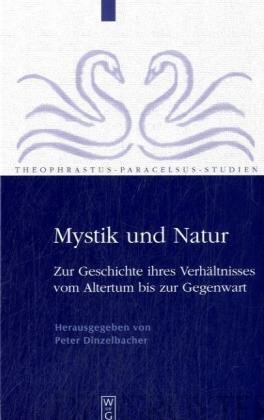 THEOPHRASTUS-PARACELSUS-STUDIEN
Mystik und Natur
Zur Geschichte ihres Verhältnisses
vom Altertum bis zur Gegenwart
Herausgegeben von
Peter Dinzelbacher
W
DE
G